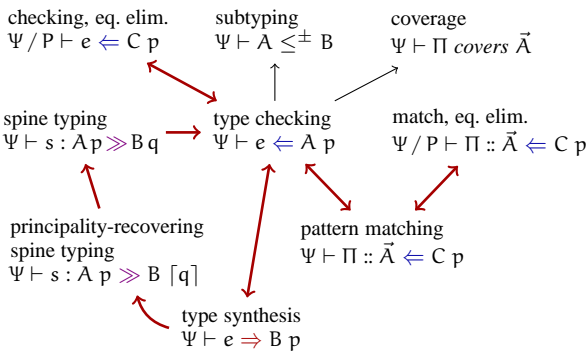 checking, eq. elim.
Ψ / P ⊢ e ⇐ C p
subtyping
Ψ ⊢ A ≤± B
coverage
Ψ ⊢ Π covers A⃗
spine typing
Ψ ⊢ s : A p ≫ B q
type checking
Ψ ⊢ e ⇐ A p
match, eq. elim.
Ψ / P ⊢ Π :: A⃗ ⇐ C p
principality-recovering
spine typing
Ψ ⊢ s : A p ≫ B ⌈q⌉
pattern matching
Ψ ⊢ Π :: A⃗ ⇐ C p
type synthesis
Ψ ⊢ e ⇒ B p